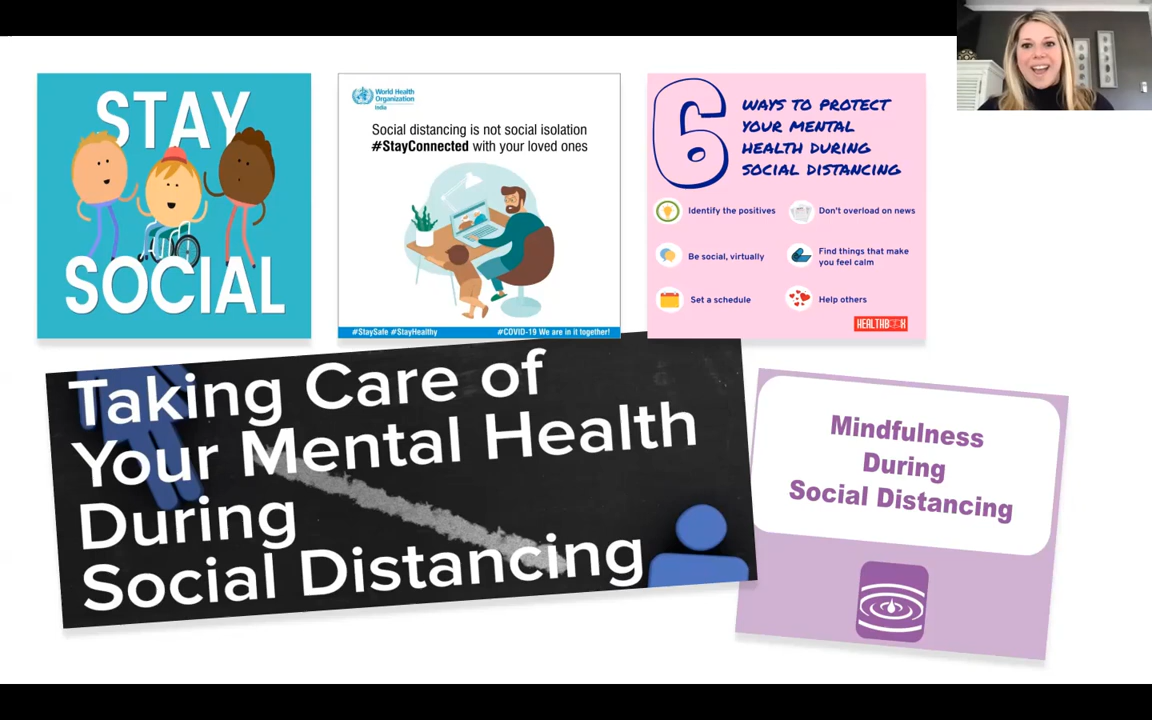 STAY
SOCIAL
World Health
Organization
India
Social distancing is not social isolation
#StayConnected with your loved ones
#StaySafe #StayHealthy
#COVID-19 We are in it together!
6
WAYS TO PROTECT
YOUR MENTAL
HEALTH DURING
SOCIAL DISTANCING
Identify the positives
Don't overload on news
Be social, virtually
Find things that make
you feel calm
Set a schedule
Help others
HEALTHBOX
Taking Care of
Your Mental Health
During
Social Distancing
Mindfulness
During
Social Distancing